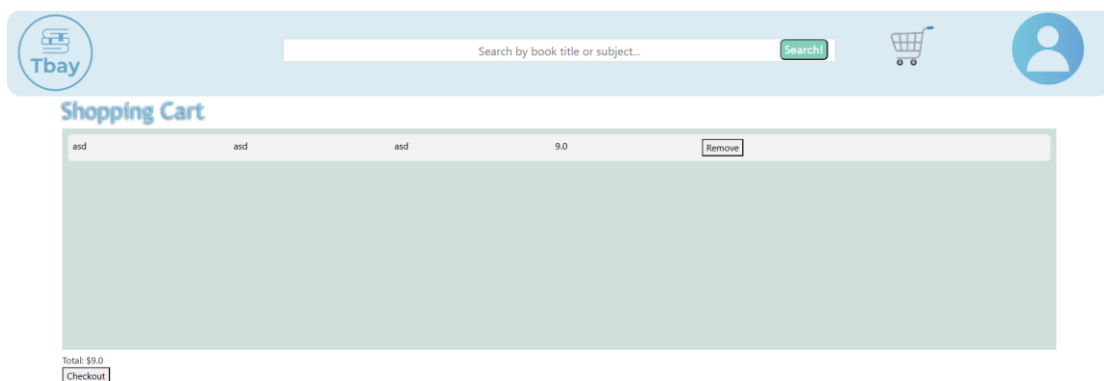 Tbay
Search by book title or subject...
Search!
Shopping Cart
asd asd asd 9.0 Remove
Total: $9.0
Checkout